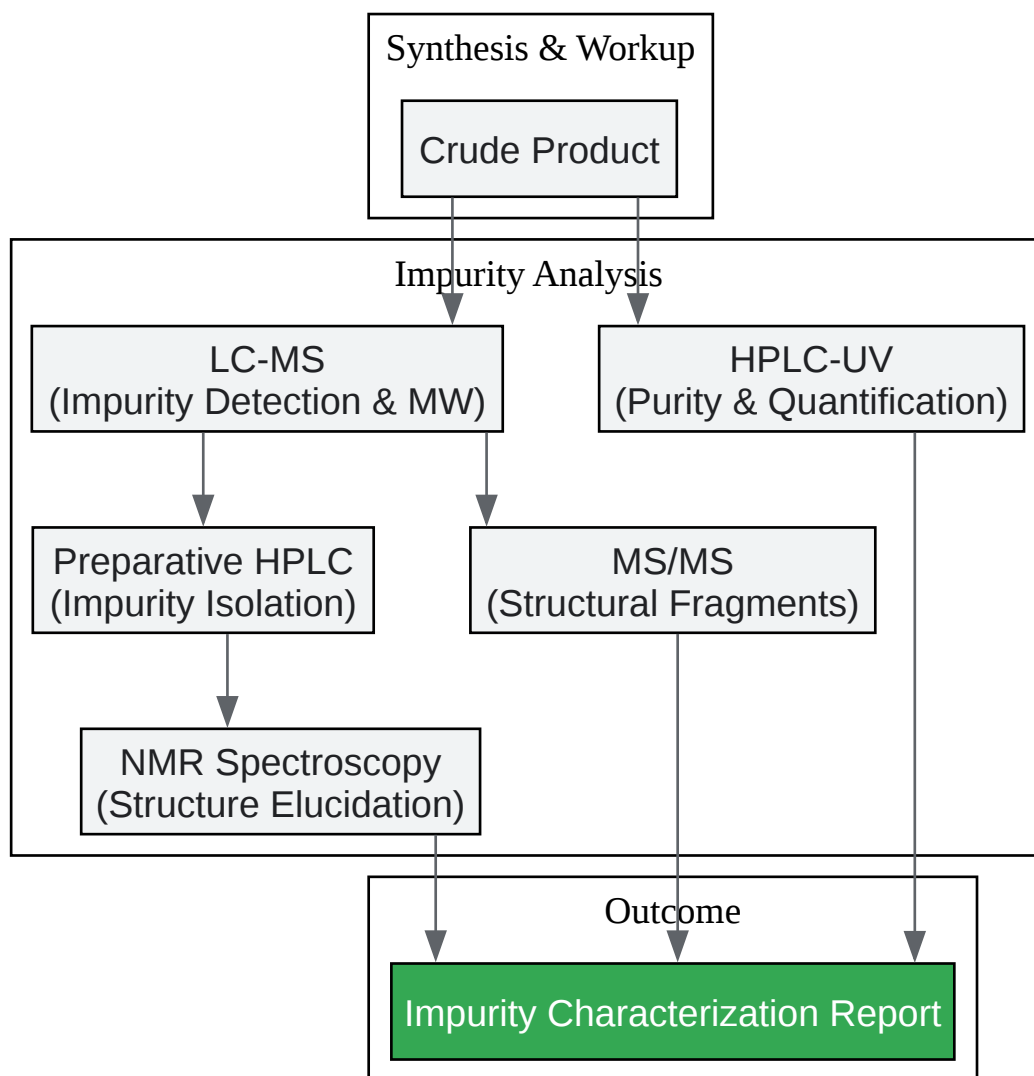 Synthesis & Workup
Crude Product
Impurity Analysis
LC-MS
(Impurity Detection & MW)
HPLC-UV
(Purity & Quantification)
Preparative HPLC
(Impurity Isolation)
MS/MS
(Structural Fragments)
NMR Spectroscopy
(Structure Elucidation)
Outcome
Impurity Characterization Report